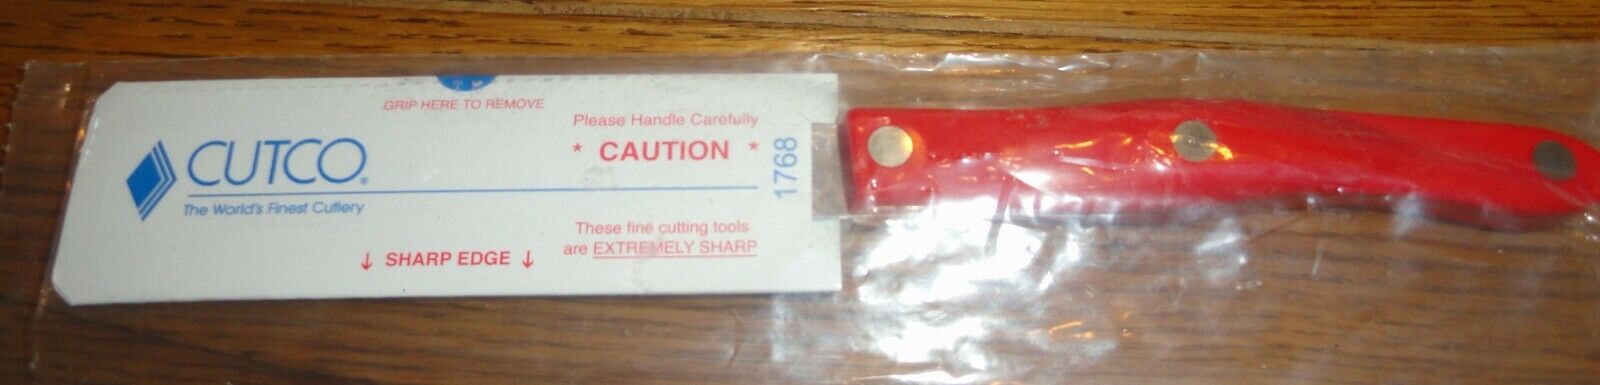 GRIP HERE TO REMOVE
CUTCO®
The World's Finest Cutlery
Please Handle Carefully
* CAUTION *
1768
These fine cutting tools
are EXTREMELY SHARP
↓ SHARP EDGE ↓